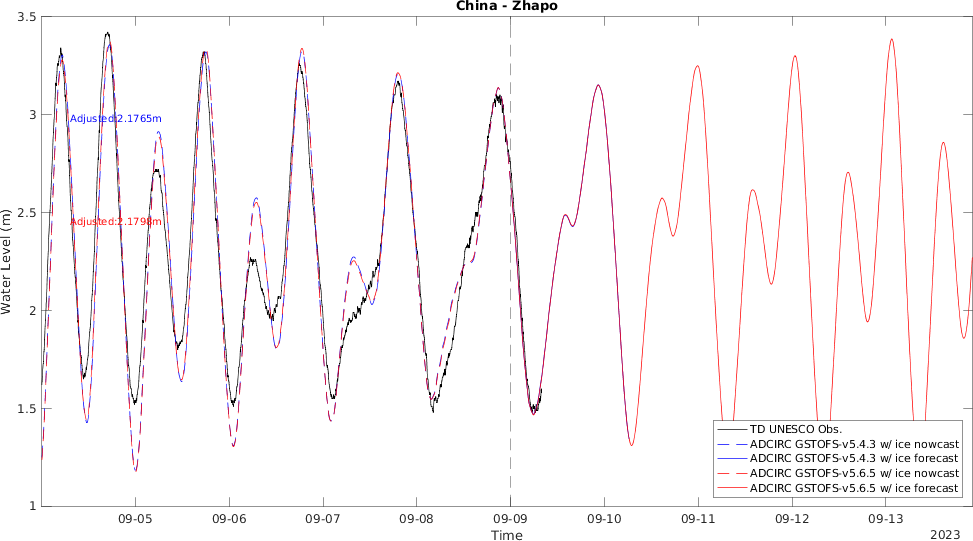 China - Zhapo
3.5
3
2.5
2
1.5
1
Water Level (m)
Adjusted:2.1765m
Adjusted:2.1798m
TD UNESCO Obs.
ADCIRC GSTOFS-v5.4.3 w/ ice nowcast
ADCIRC GSTOFS-v5.4.3 w/ ice forecast
ADCIRC GSTOFS-v5.6.5 w/ ice nowcast
ADCIRC GSTOFS-v5.6.5 w/ ice forecast
09-05 09-06 09-07 09-08 09-09 09-10 09-11 09-12 09-13
Time
2023